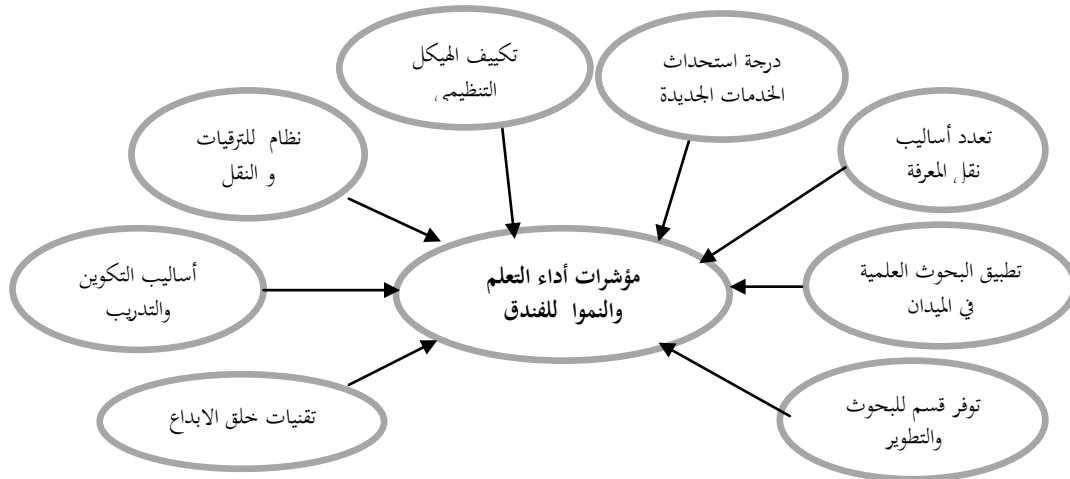 درجة استحداث
الخدمات الجديدة
تكييف الهيكل
التنظيمي
تعدد أساليب
نقل المعرفة
نظام للترقيات
و النقل
تطبيق البحوث العلمية
في الميدان
أساليب التكوين
والتدريب
مؤشرات أداء التعلم
والنموا للفندق
توفر قسم للبحوث
والتطوير
تقنيات خلق الابداع